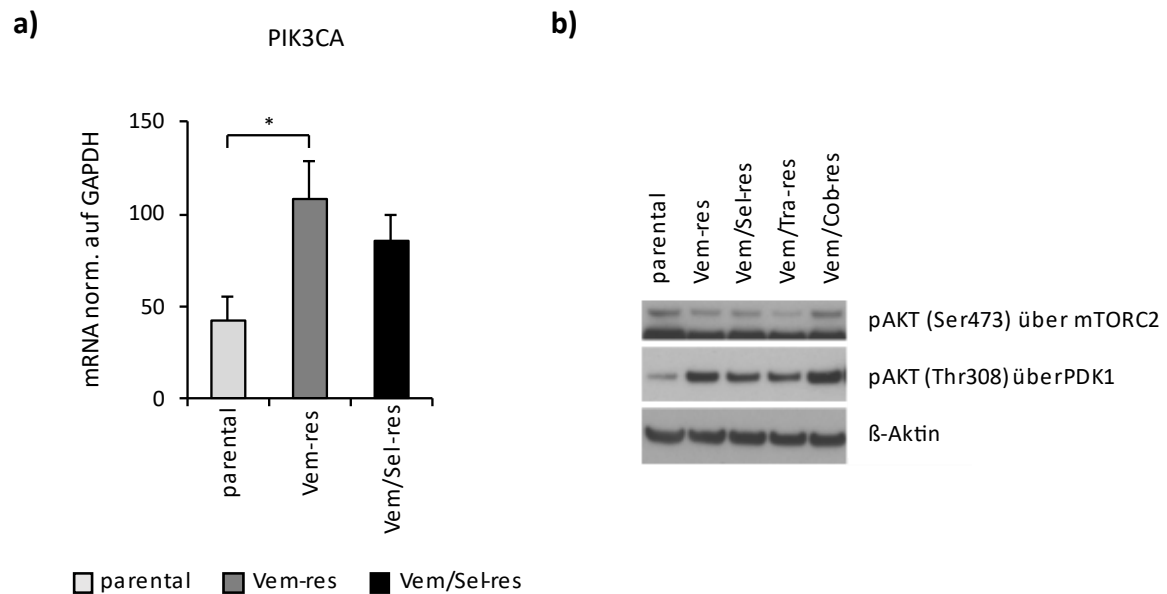 a)
PIK3CA
mRNA norm. auf GAPDH
150
100
50
0
*
parental
Vem-res
Vem/Sel-res
parental
Vem-res
Vem/Sel-res
b)
parental
Vem-res
Vem/Sel-res
Vem/Tra-res
Vem/Cob-res
pAKT (Ser473) über mTORC2
pAKT (Thr308) über PDK1
ß-Aktin